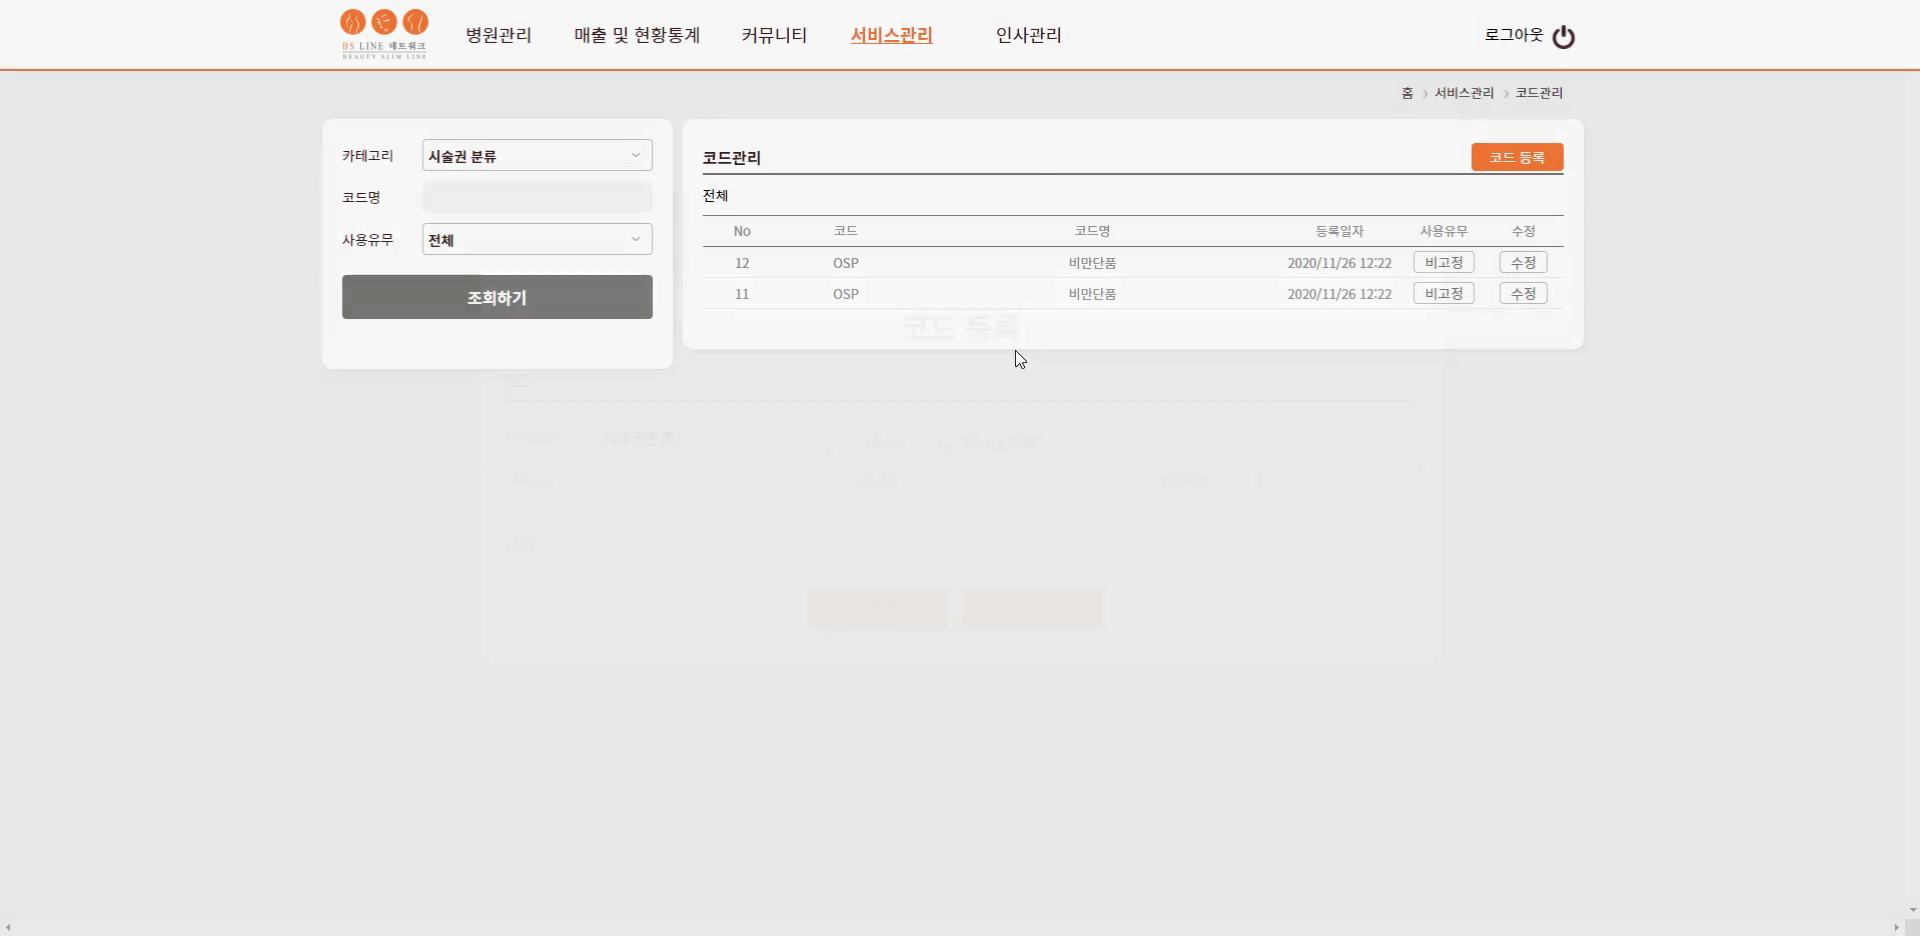 BS LINE 네트워크
BEAUTY SLIM LINE
병원관리
매출 및 현황통계
커뮤니티
서비스관리
인사관리
로그아웃
홈 > 서비스관리 > 코드관리
카테고리 시술권 분류
코드명
사용유무 전체
조회하기
코드관리 코드 등록
전체
No 코드 코드명 등록일자 사용유무 수정
12 OSP 비만단품 2020/11/26 12:22 비고정 수정
11 OSP 비만단품 2020/11/26 12:22 비고정 수정
코드 등록